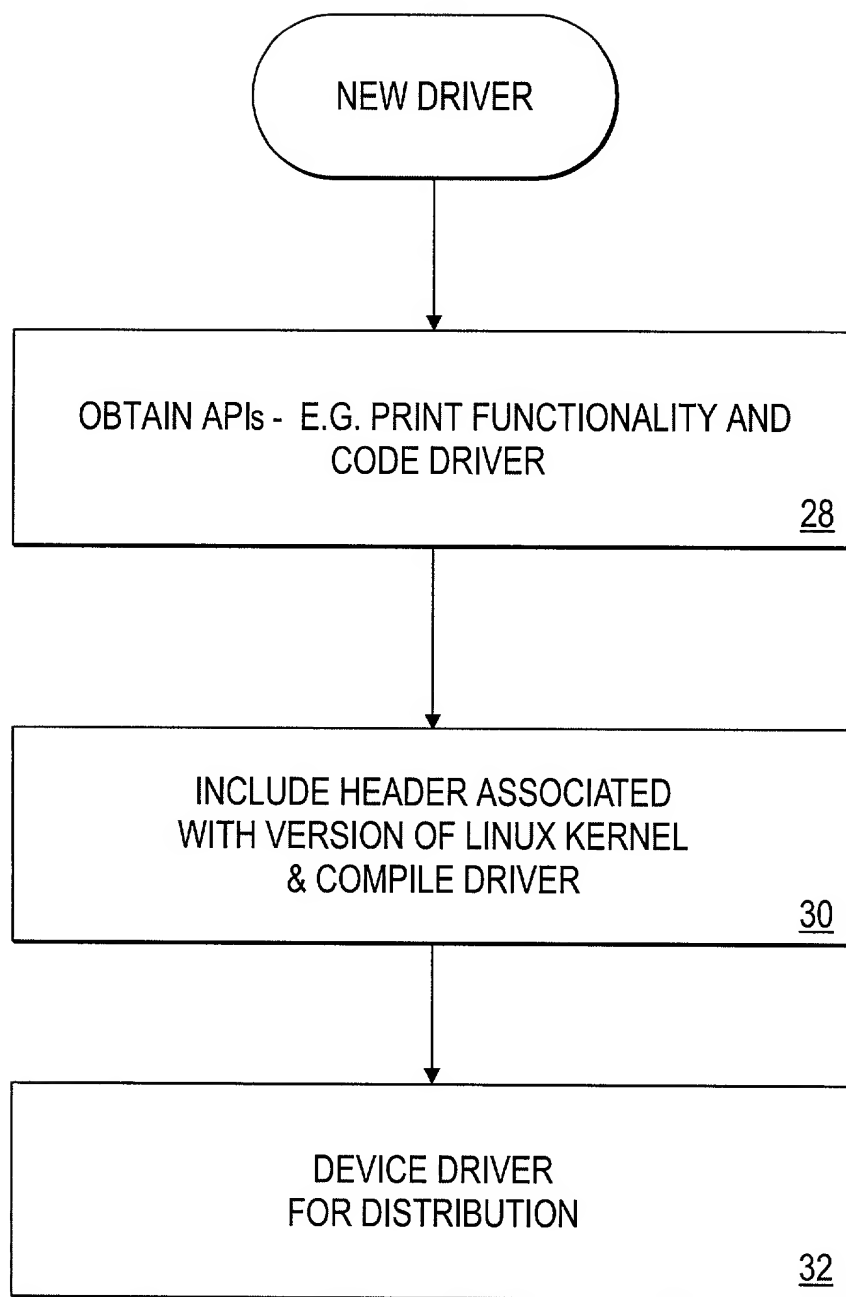 NEW DRIVER
OBTAIN APIs - E.G. PRINT FUNCTIONALITY AND
CODE DRIVER
28
INCLUDE HEADER ASSOCIATED
WITH VERSION OF LINUX KERNEL
& COMPILE DRIVER
30
DEVICE DRIVER
FOR DISTRIBUTION
32